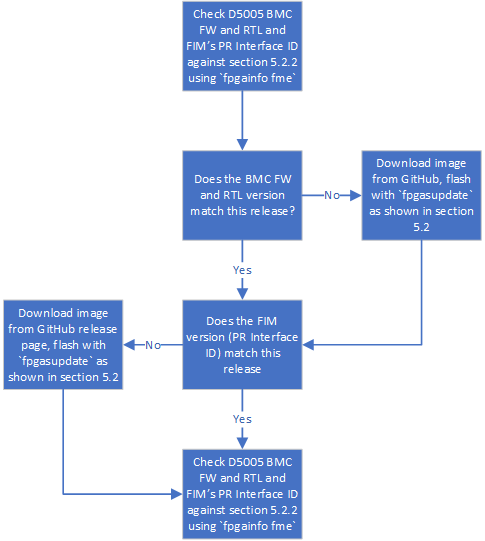 Check D5005 BMC
FW and RTL and
FIM's PR Interface ID
against section 5.2.2
using `fpgainfo fme`
Does the BMC FW
and RTL version
match this release?
No
Download image
from GitHub, flash
with `fpgasupdate`
as shown in section
5.2
Yes
Does the FIM
version (PR Interface
ID) match this
release
No
Download image
from GitHub release
page, flash with
`fpgasupdate` as
shown in section 5.2
Yes
Check D5005 BMC
FW and RTL and
FIM's PR Interface ID
against section 5.2.2
using `fpgainfo fme`